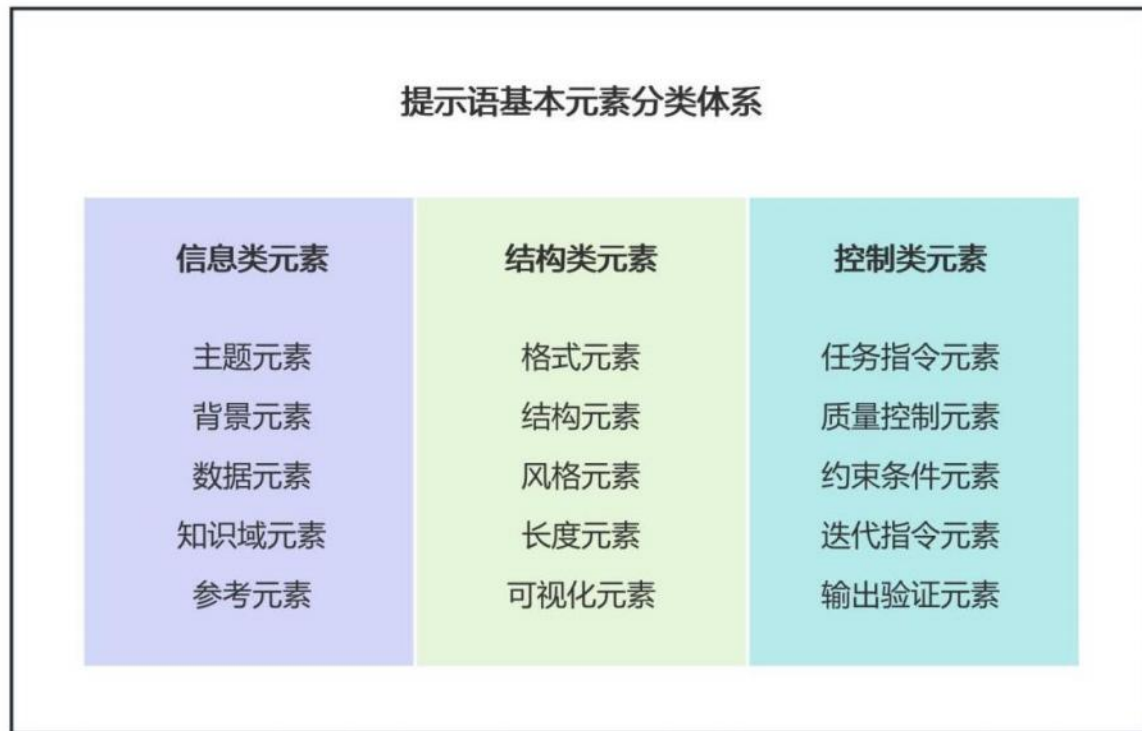 提示语基本元素分类体系
信息类元素
主题元素
背景元素
数据元素
知识域元素
参考元素
结构类元素
格式元素
结构元素
风格元素
长度元素
可视化元素
控制类元素
任务指令元素
质量控制元素
约束条件元素
迭代指令元素
输出验证元素